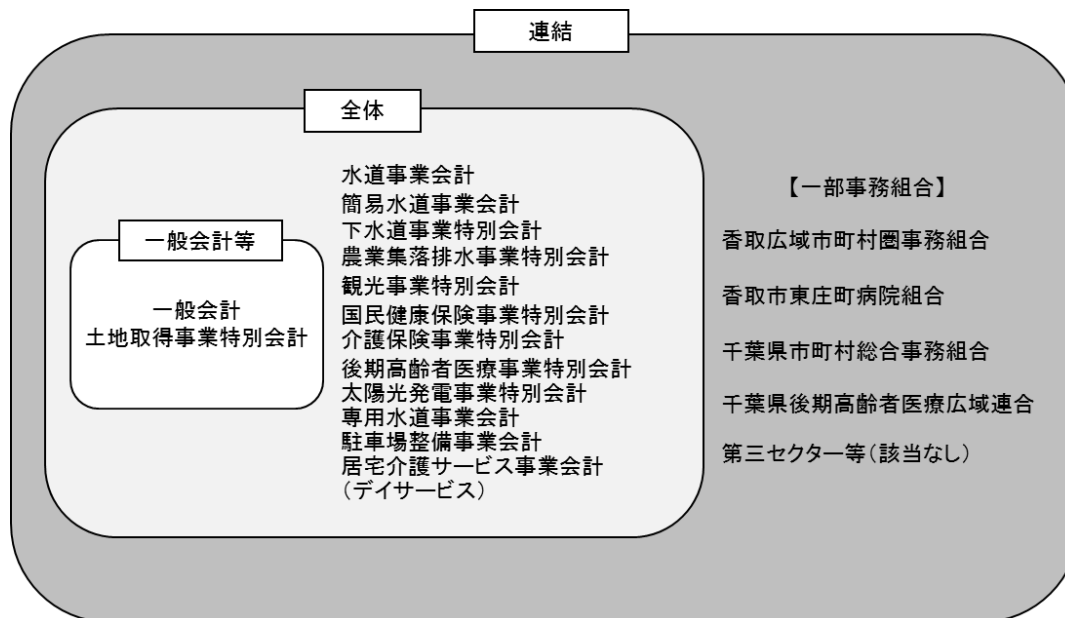 連結
全体
一般会計等
一般会計
土地取得事業特別会計
水道事業会計
簡易水道事業会計
下水道事業特別会計
農業集落排水事業特別会計
観光事業特別会計
国民健康保険事業特別会計
介護保険事業特別会計
後期高齢者医療事業特別会計
太陽光発電事業特別会計
専用水道事業会計
駐車場整備事業会計
居宅介護サービス事業会計
（デイサービス）
【一部事務組合】
香取広域市町村圏事務組合
香取市東庄町病院組合
千葉県市町村総合事務組合
千葉県後期高齢者医療広域連合
第三セクター等（該当なし）